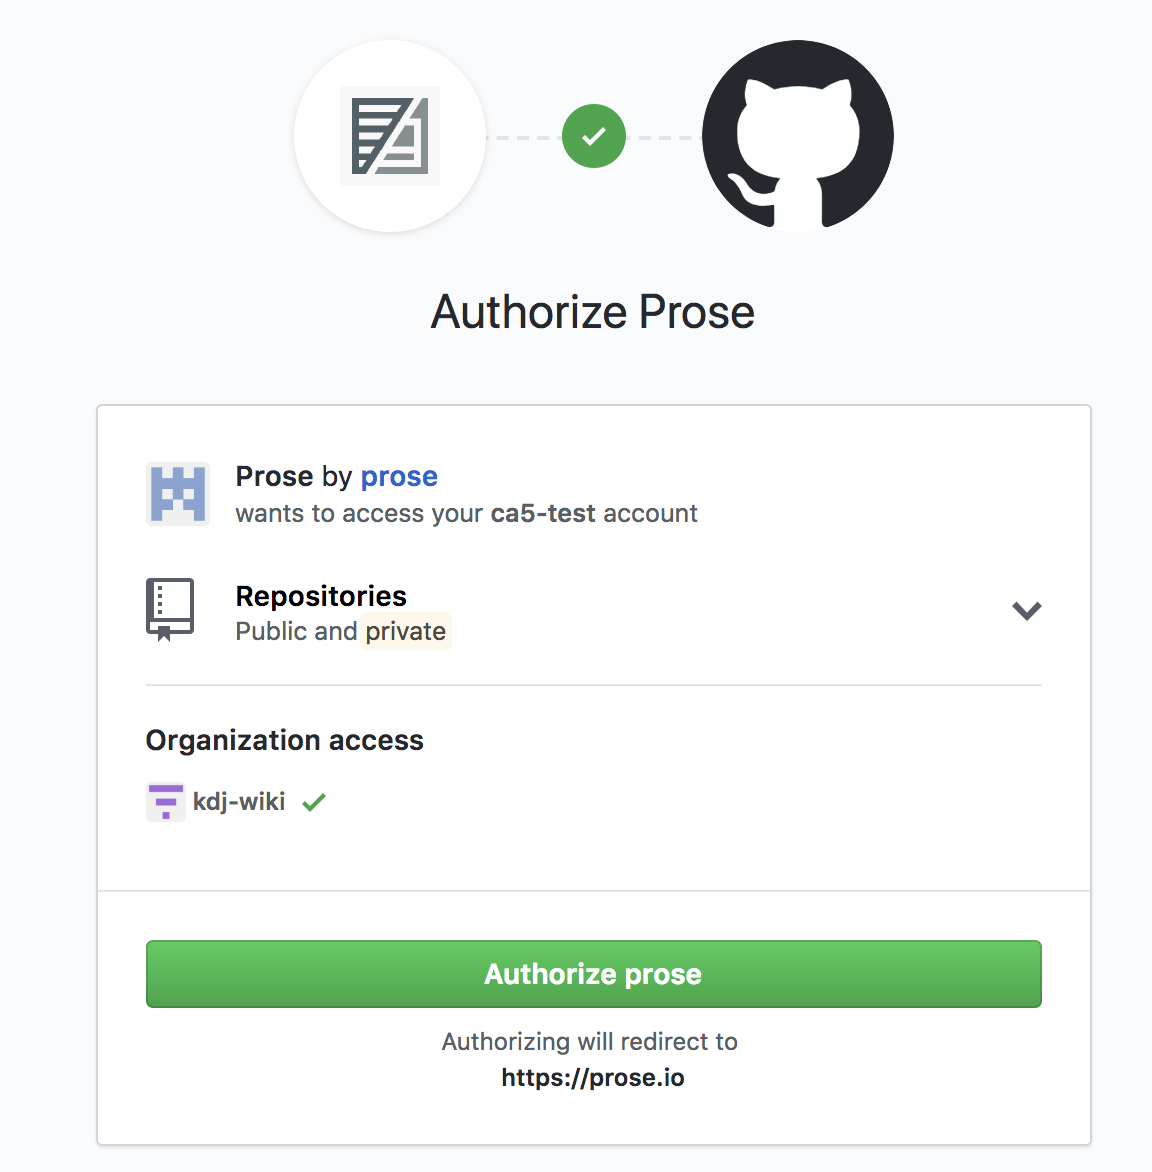 Authorize Prose
Prose by prose
wants to access your ca5-test account
Repositories
Public and private
Organization access
kdj-wiki
Authorize prose
Authorizing will redirect to
https://prose.io